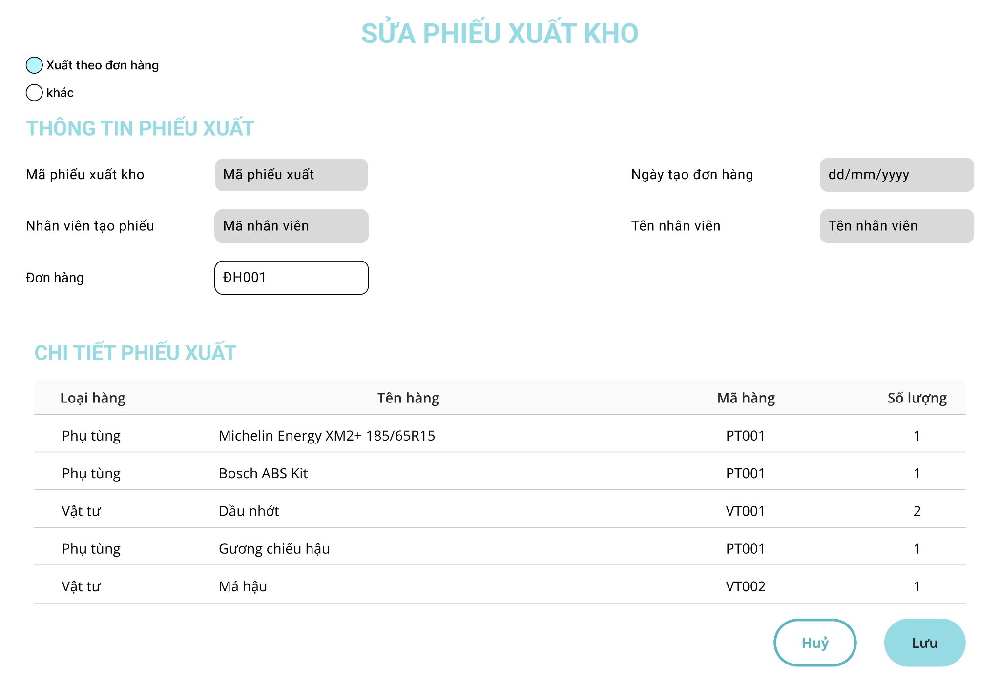 SỬA PHIẾU XUẤT KHO
Xuất theo đơn hàng
khác
THÔNG TIN PHIẾU XUẤT
Mã phiếu xuất kho Mã phiếu xuất Ngày tạo đơn hàng dd/mm/yyyy
Nhân viên tạo phiếu Mã nhân viên Tên nhân viên Tên nhân viên
Đơn hàng ĐH001
CHI TIẾT PHIẾU XUẤT
Loại hàng Tên hàng Mã hàng Số lượng
Phụ tùng Michelin Energy XM2+ 185/65R15 PT001 1
Phụ tùng Bosch ABS Kit PT001 1
Vật tư Dầu nhớt VT001 2
Phụ tùng Gương chiếu hậu PT001 1
Vật tư Má hậu VT002 1
Huỷ Lưu